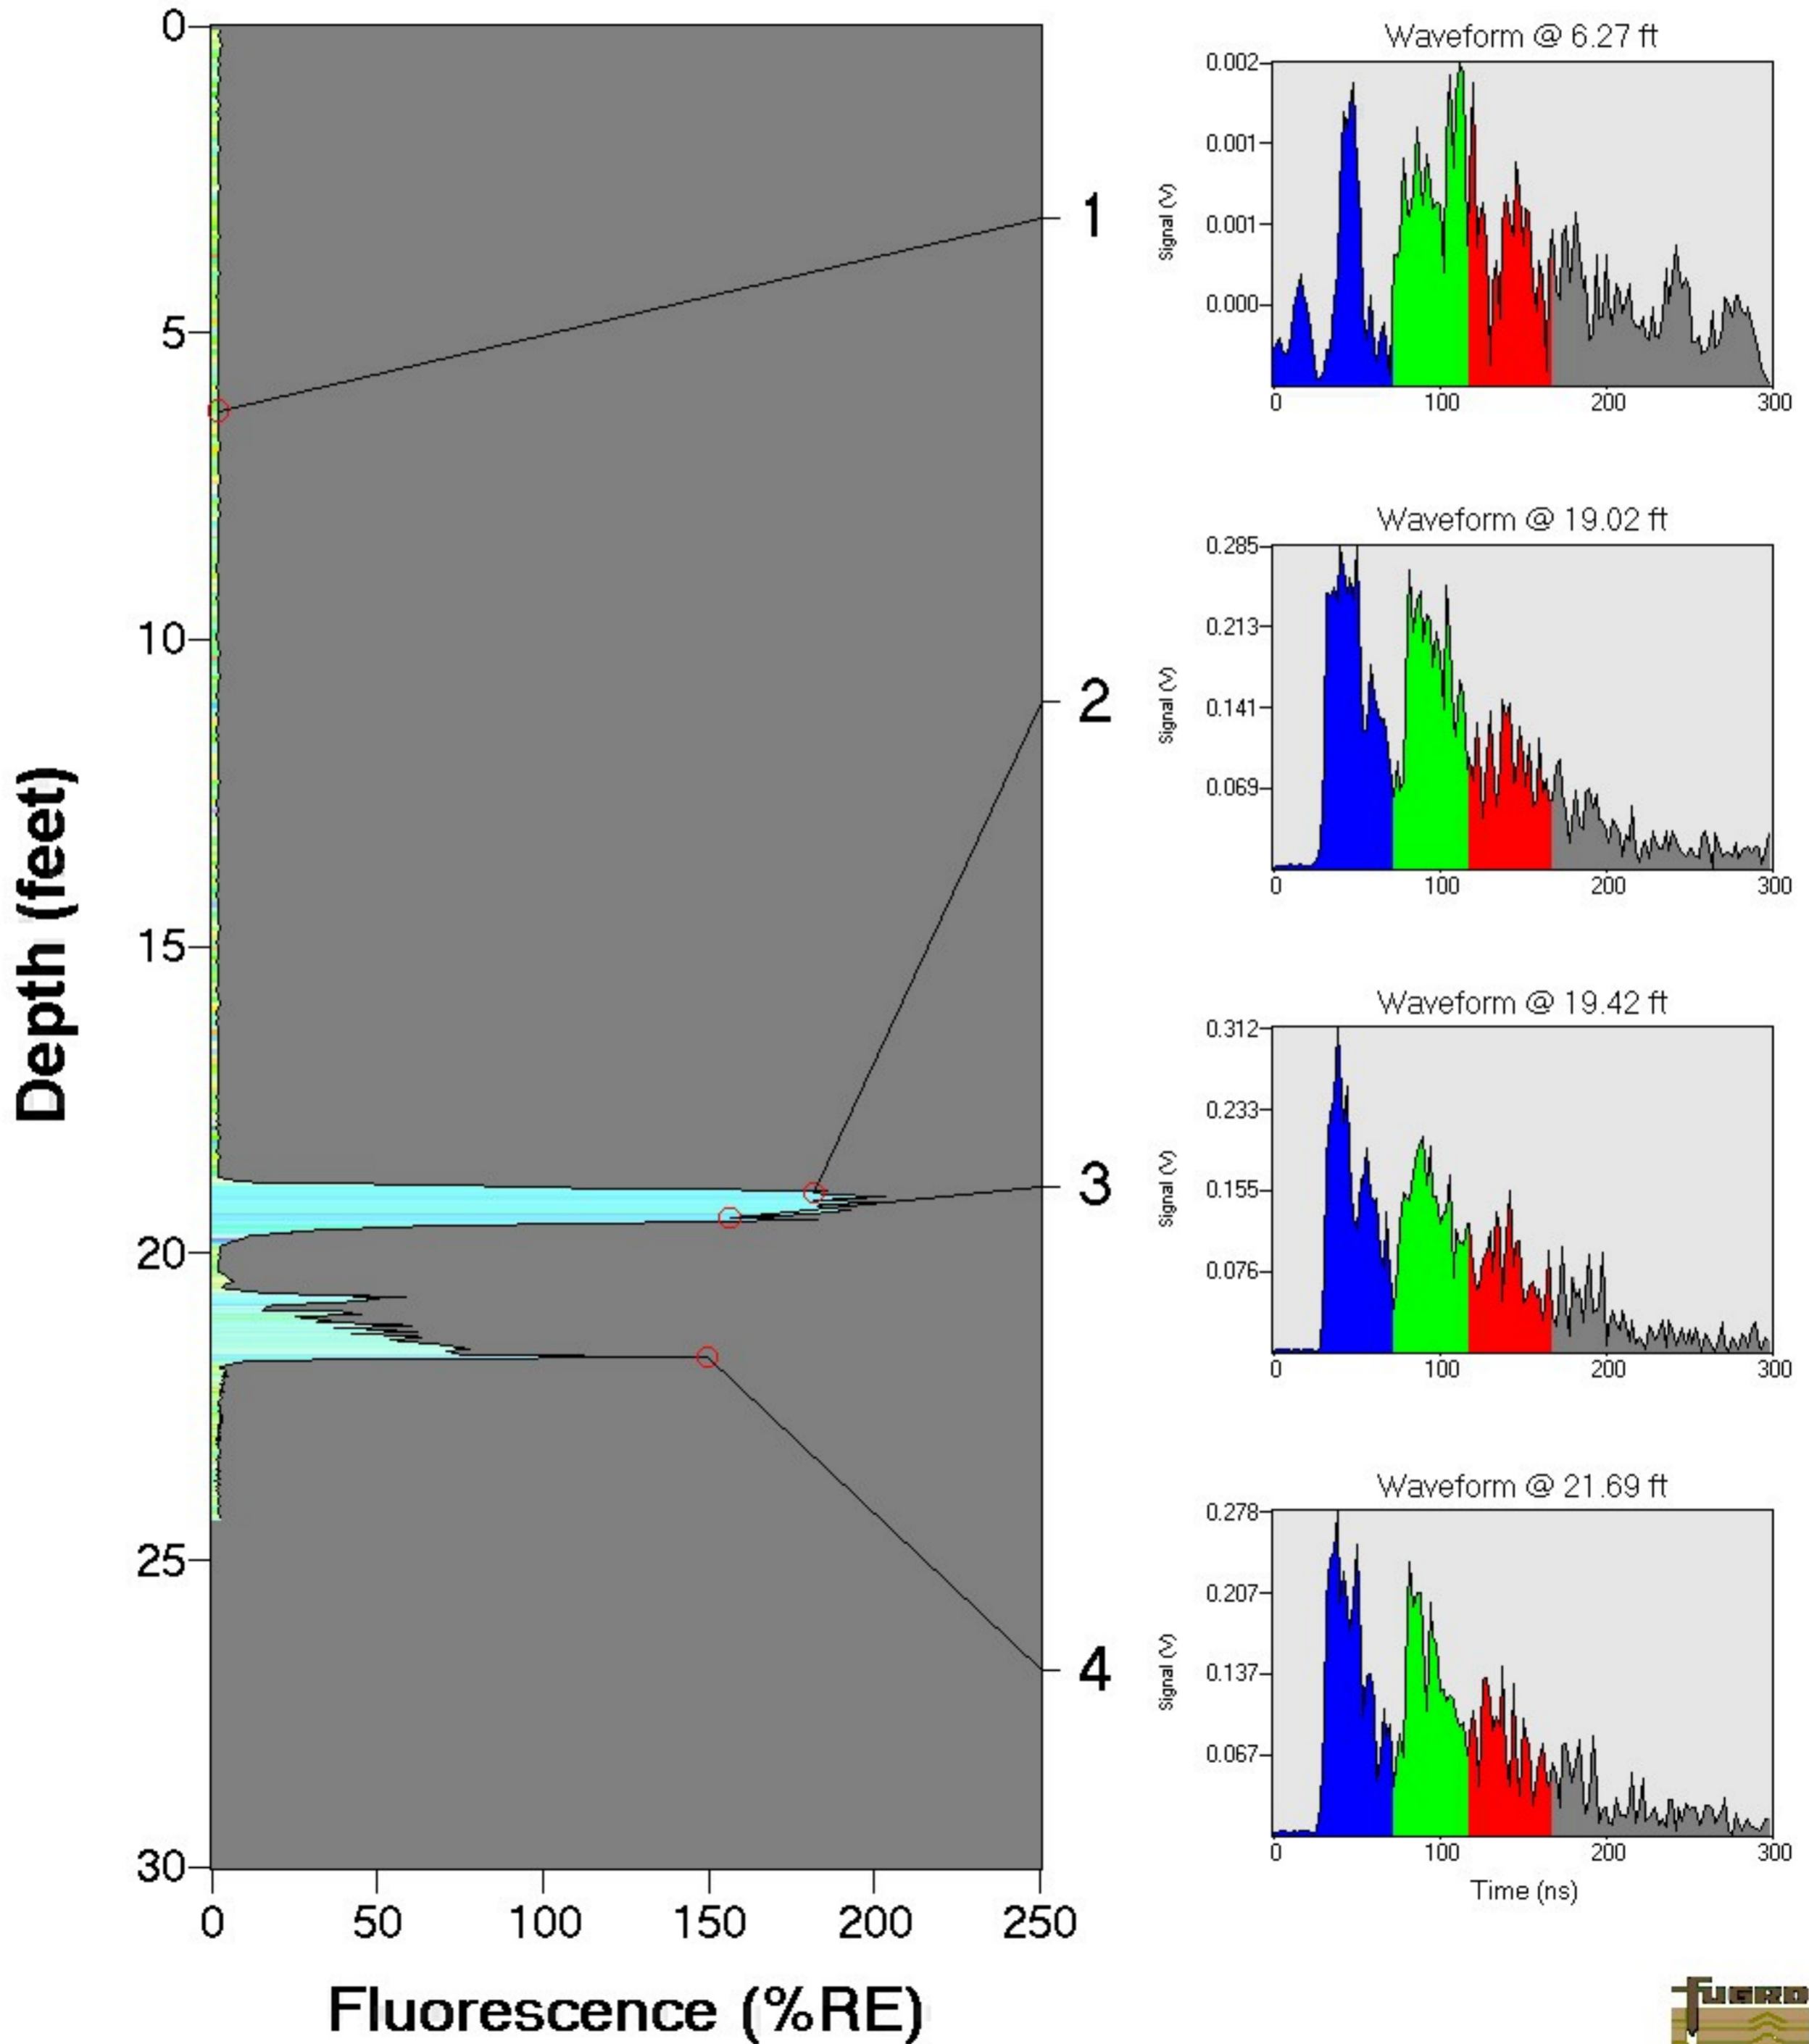 Depth (feet)
0
5
10
15
20
25
30
0 50 100 150 200 250
Fluorescence (%RE)
1
2
3
4
Waveform @ 6.27 ft
Signal (V)
0.002
0.001
0.001
0.000
0 100 200 300
Waveform @ 19.02 ft
Signal (V)
0.285
0.213
0.141
0.069
0 100 200 300
Waveform @ 19.42 ft
Signal (V)
0.312
0.233
0.155
0.076
0 100 200 300
Waveform @ 21.69 ft
Signal (V)
0.278
0.207
0.137
0.067
0 100 200 300
Time (ns)
fUGRO